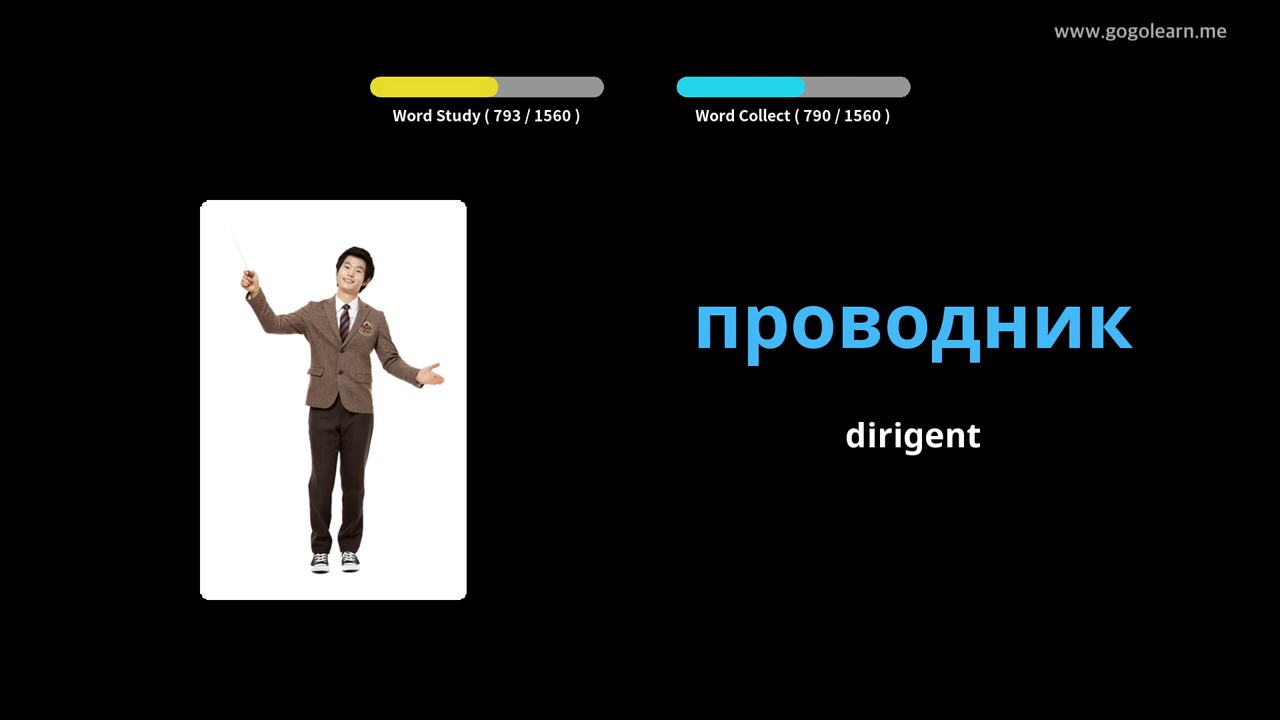 www.gogolearn.me
Word Study ( 793 / 1560 )
Word Collect ( 790 / 1560 )
проводник
dirigent